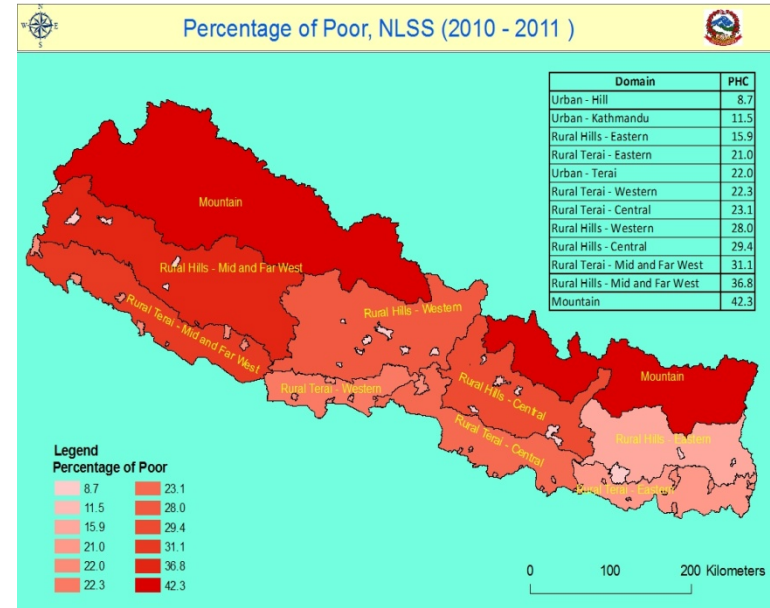 N
W E
S
Percentage of Poor, NLSS (2010 - 2011 )
Domain PHC
Urban - Hill 8.7
Urban - Kathmandu 11.5
Rural Hills - Eastern 15.9
Rural Terai - Eastern 21.0
Urban - Terai 22.0
Rural Terai - Western 22.3
Rural Terai - Central 23.1
Rural Hills - Western 28.0
Rural Hills - Central 29.4
Rural Terai - Mid and Far West 31.1
Rural Hills - Mid and Far West 36.8
Mountain 42.3
Mountain
Rural Hills - Mid and Far West
Rural Hills - Western
Rural Terai - Mid and Far West
Rural Terai - Western
Rural Hills - Central
Mountain
Rural Terai - Central
Rural Hills - Eastern
Rural Terai - Eastern
Legend
Percentage of Poor
8.7 23.1
11.5 28.0
15.9 29.4
21.0 31.1
22.0 36.8
22.3 42.3
0 100 200 Kilometers